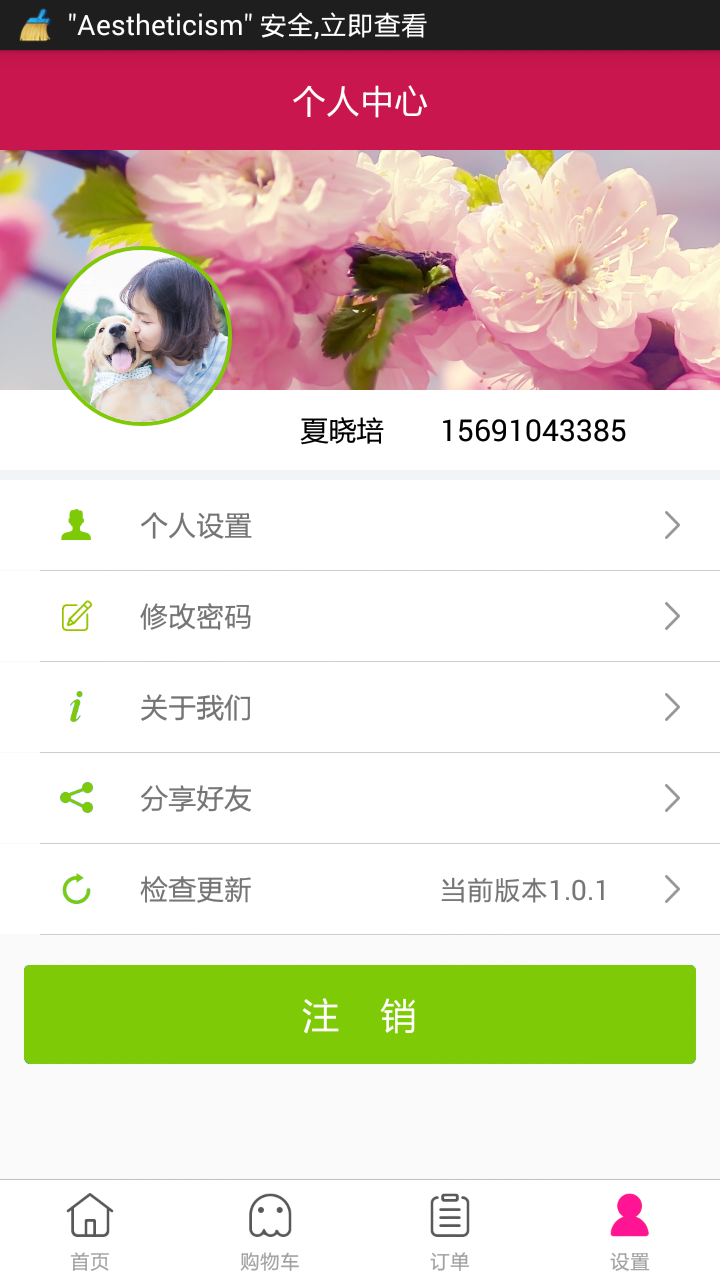 "Aestheticism" 安全,立即查看
个人中心
夏晓培 15691043385
个人设置
修改密码
关于我们
分享好友
检查更新 当前版本1.0.1
注 销
首页 购物车 订单 设置